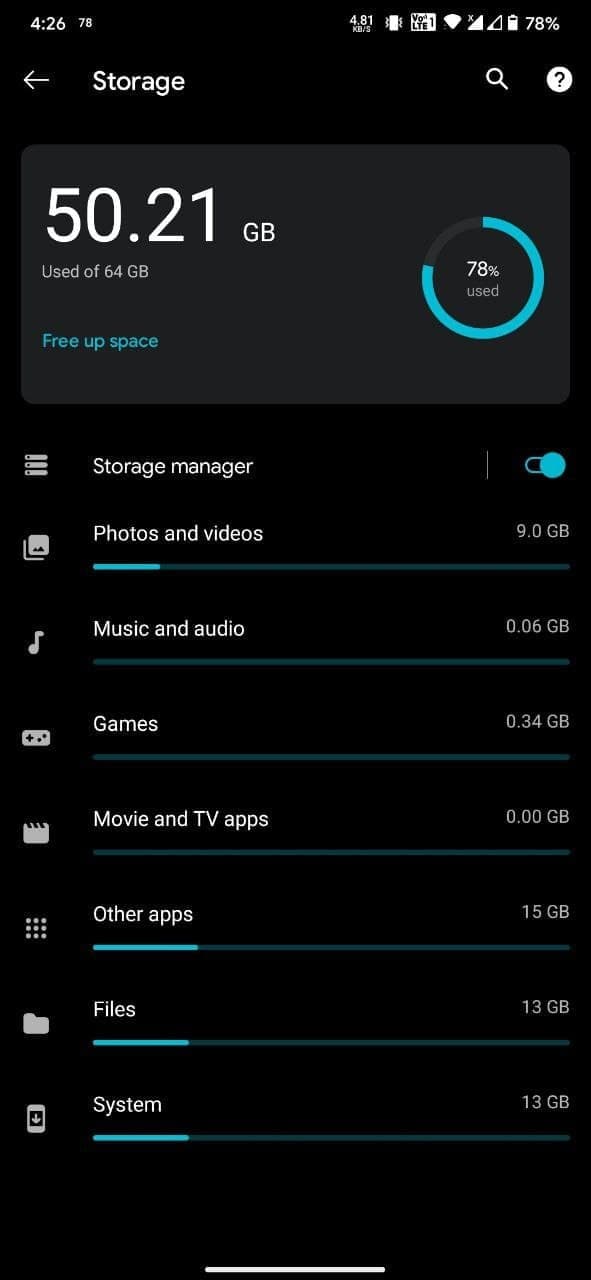 4:26 78 4.81 KB/S VoLTE 1 78%
Storage
50.21 GB
Used of 64 GB
78%
used
Free up space
Storage manager
Photos and videos 9.0 GB
Music and audio 0.06 GB
Games 0.34 GB
Movie and TV apps 0.00 GB
Other apps 15 GB
Files 13 GB
System 13 GB